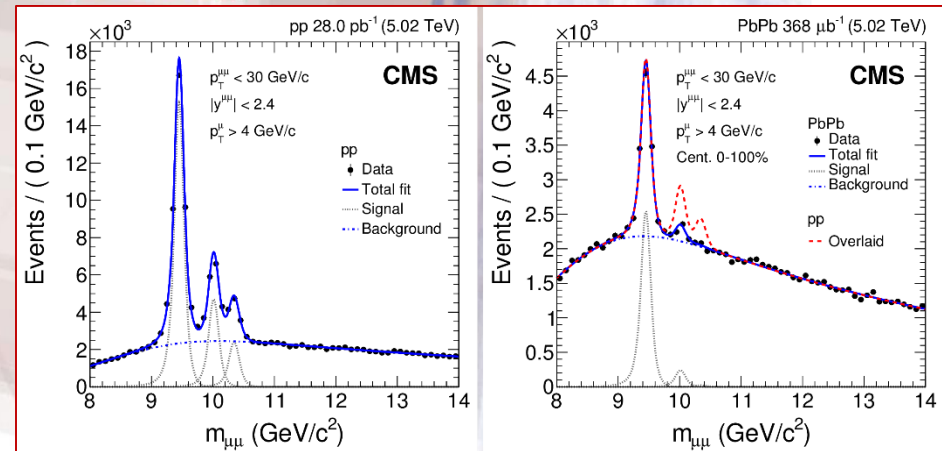 pp 28.0 pb⁻¹ (5.02 TeV)
×10³
CMS
p_T^μμ < 30 GeV/c
|y^μμ| < 2.4
p_T^μ > 4 GeV/c
pp
Data
Total fit
Signal
Background
Events / ( 0.1 GeV/c² )
18
16
14
12
10
8
6
4
2
0
8 9 10 11 12 13 14
m_μμ (GeV/c²)
PbPb 368 μb⁻¹ (5.02 TeV)
×10³
CMS
p_T^μμ < 30 GeV/c
|y^μμ| < 2.4
p_T^μ > 4 GeV/c
Cent. 0-100%
PbPb
Data
Total fit
Signal
Background
pp
Overlaid
Events / ( 0.1 GeV/c² )
5
4.5
4
3.5
3
2.5
2
1.5
1
0.5
0
8 9 10 11 12 13 14
m_μμ (GeV/c²)